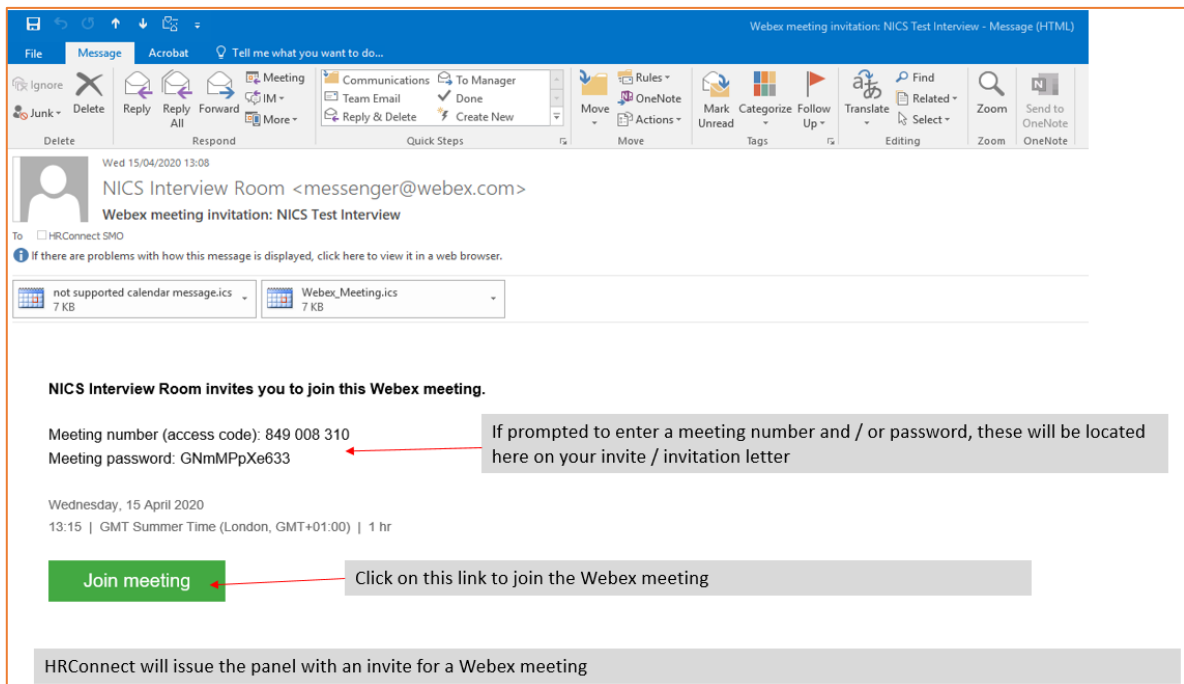 Webex meeting invitation: NICS Test Interview - Message (HTML)
File Message Acrobat Tell me what you want to do...
Ignore
Junk
Delete
Reply
Reply All
Forward
Meeting
IM
More
Communications
Team Email
Reply & Delete
To Manager
Done
Create New
Move
Rules
OneNote
Actions
Mark Unread
Categorize
Follow Up
Translate
Find
Related
Select
Zoom
Send to OneNote
Delete Respond Quick Steps Move Tags Editing Zoom OneNote
Wed 15/04/2020 13:08
NICS Interview Room <messenger@webex.com>
Webex meeting invitation: NICS Test Interview
To HRConnect SMO
If there are problems with how this message is displayed, click here to view it in a web browser.
not supported calendar message.ics
7 KB
Webex_Meeting.ics
7 KB
NICS Interview Room invites you to join this Webex meeting.
Meeting number (access code): 849 008 310
Meeting password: GNmMPpXe633
If prompted to enter a meeting number and / or password, these will be located
here on your invite / invitation letter
Wednesday, 15 April 2020
13:15 | GMT Summer Time (London, GMT+01:00) | 1 hr
Join meeting
Click on this link to join the Webex meeting
HRConnect will issue the panel with an invite for a Webex meeting